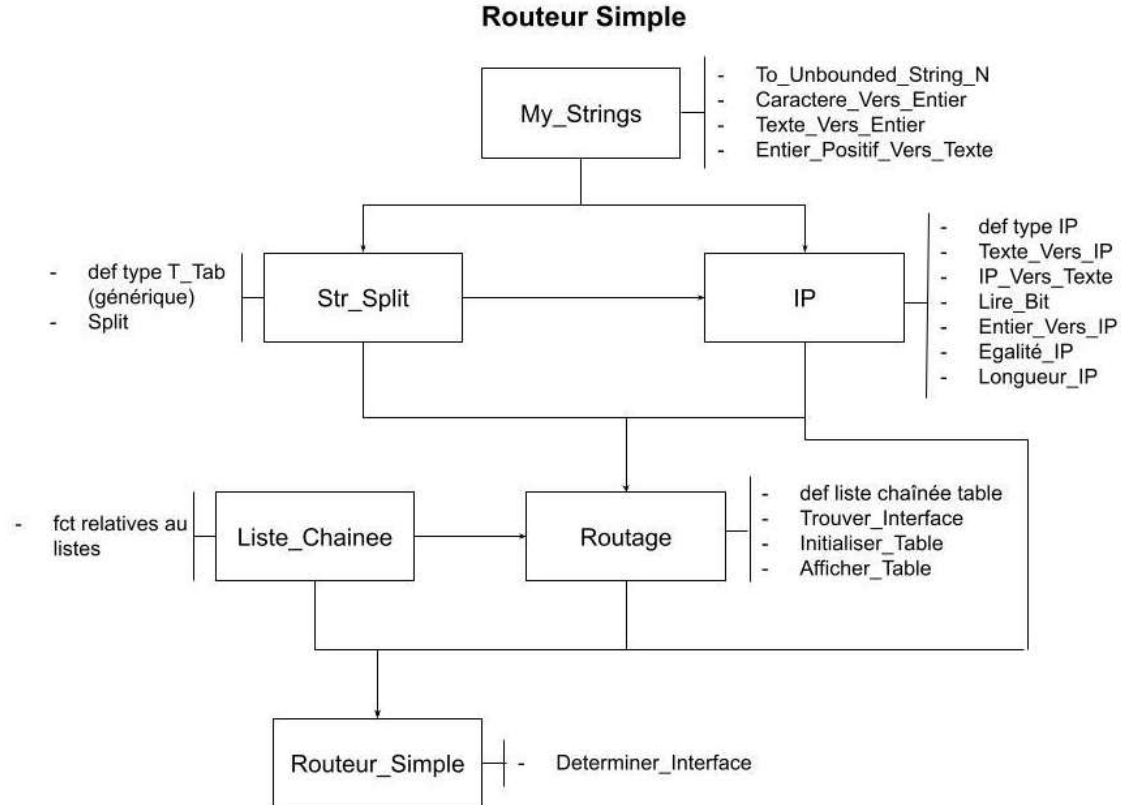 Routeur Simple
My_Strings
- To_Unbounded_String_N
- Caractere_Vers_Entier
- Texte_Vers_Entier
- Entier_Positif_Vers_Texte
- def type T_Tab
(générique)
- Split
Str_Split
IP
- def type IP
- Texte_Vers_IP
- IP_Vers_Texte
- Lire_Bit
- Entier_Vers_IP
- Egalité_IP
- Longueur_IP
- fct relatives au
listes
Liste_Chainee
Routage
- def liste chaînée table
- Trouver_Interface
- Initialiser_Table
- Afficher_Table
Routeur_Simple
- Determiner_Interface